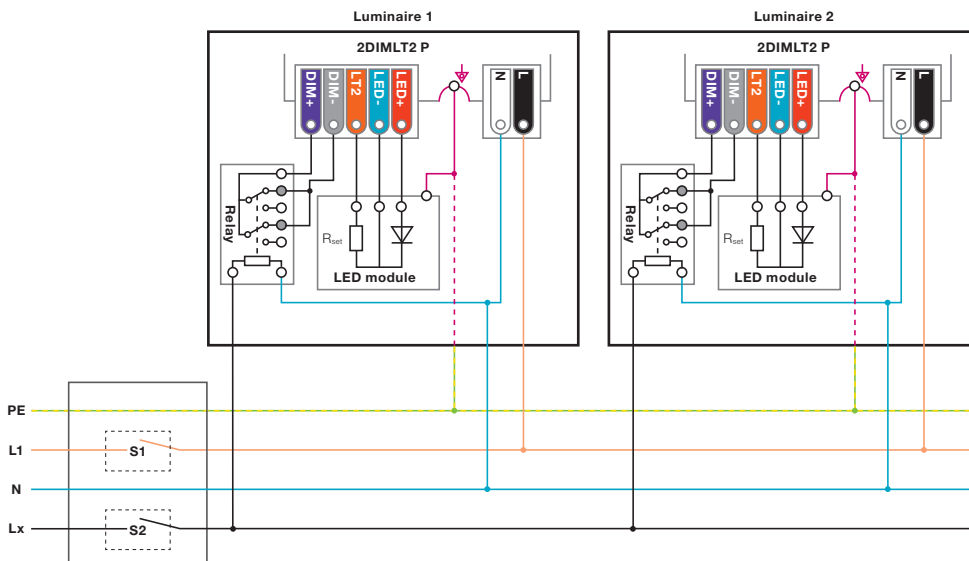 Luminaire 1
Luminaire 2
2DIMLT2 P
2DIMLT2 P
DIM+
DIM-
LT2
LED-
LED+
N
L
DIM+
DIM-
LT2
LED-
LED+
N
L
Relay
Rset
LED module
Relay
Rset
LED module
PE
L1
S1
N
Lx
S2